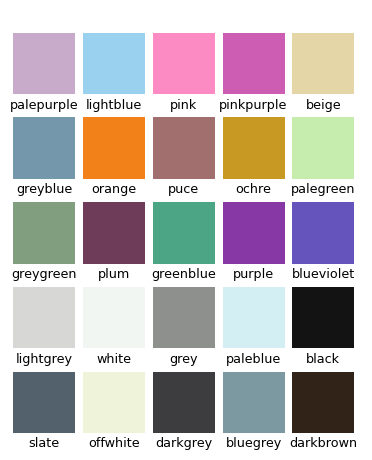 palepurple lightblue pink pinkpurple beige
greyblue orange puce ochre palegreen
greygreen plum greenblue purple blueviolet
lightgrey white grey paleblue black
slate offwhite darkgrey bluegrey darkbrown